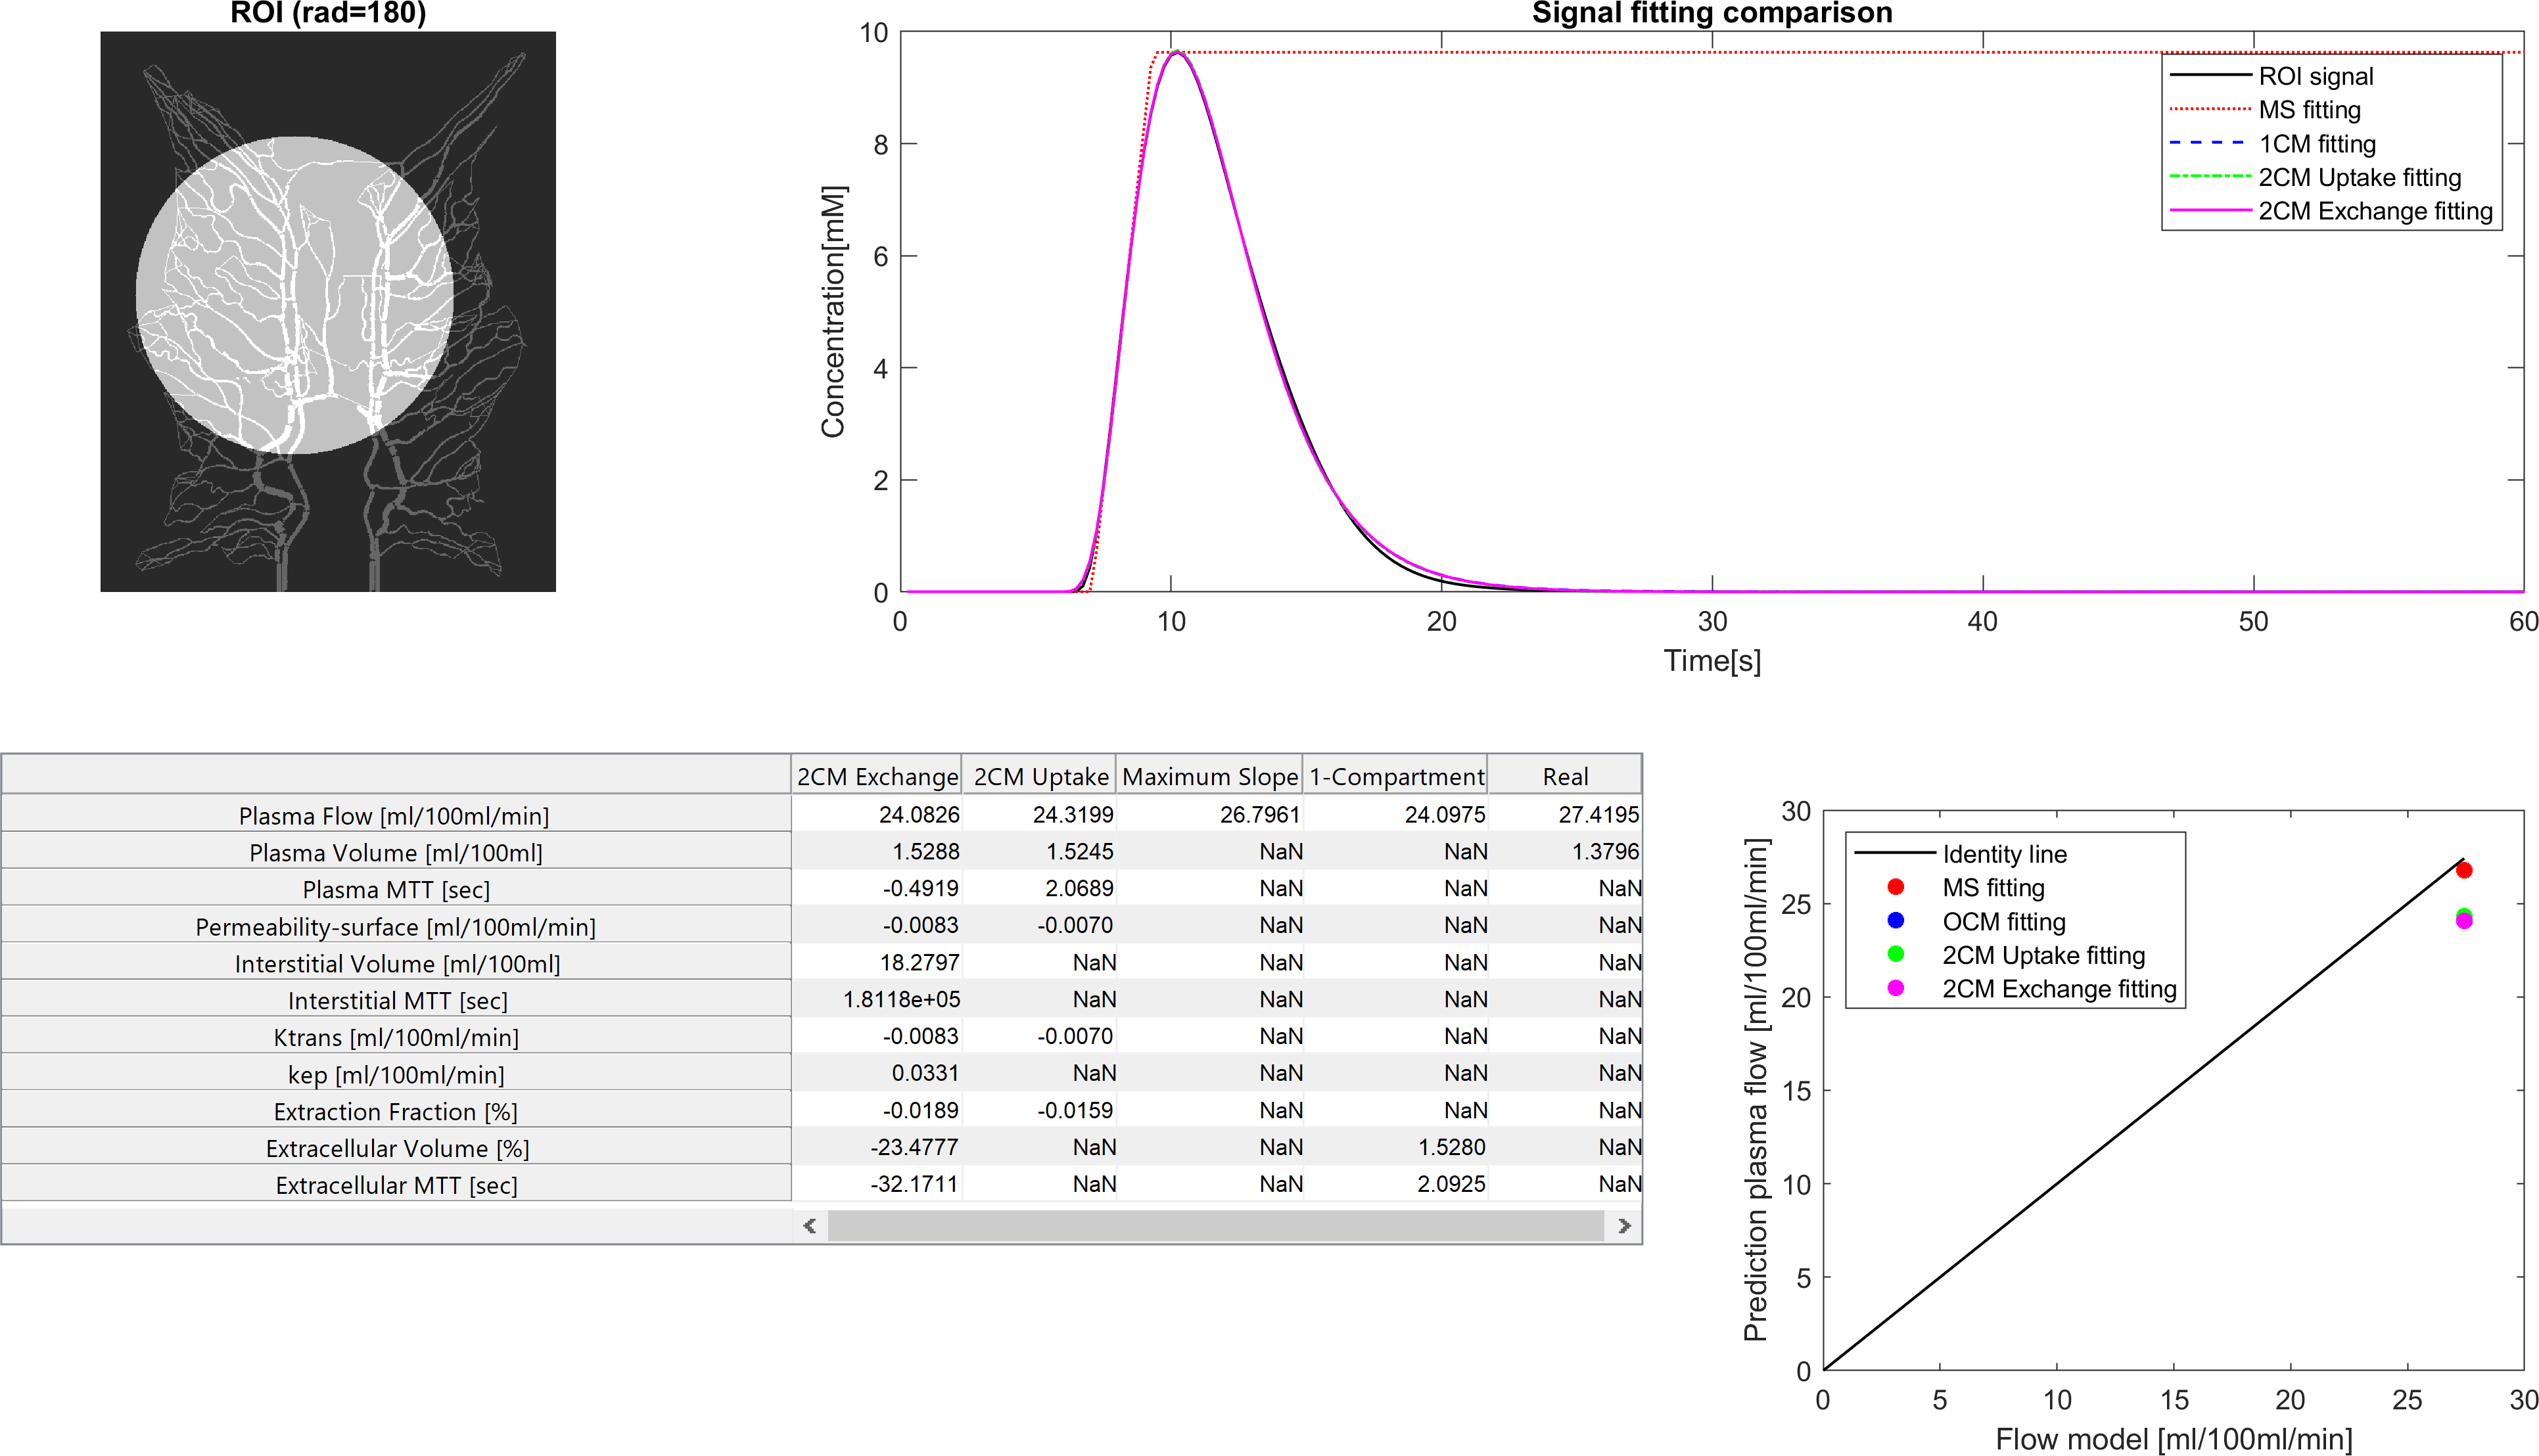 ROI (rad=180)
Signal fitting comparison
10
8
6
4
2
0
Concentration[mM]
0 10 20 30 40 50 60
Time[s]
ROI signal
MS fitting
1CM fitting
2CM Uptake fitting
2CM Exchange fitting
2CM Exchange 2CM Uptake Maximum Slope 1-Compartment Real
Plasma Flow [ml/100ml/min] 24.0826 24.3199 26.7961 24.0975 27.4195
Plasma Volume [ml/100ml] 1.5288 1.5245 NaN NaN 1.3796
Plasma MTT [sec] -0.4919 2.0689 NaN NaN NaN
Permeability-surface [ml/100ml/min] -0.0083 -0.0070 NaN NaN NaN
Interstitial Volume [ml/100ml] 18.2797 NaN NaN NaN NaN
Interstitial MTT [sec] 1.8118e+05 NaN NaN NaN NaN
Ktrans [ml/100ml/min] -0.0083 -0.0070 NaN NaN NaN
kep [ml/100ml/min] 0.0331 NaN NaN NaN NaN
Extraction Fraction [%] -0.0189 -0.0159 NaN NaN NaN
Extracellular Volume [%] -23.4777 NaN NaN 1.5280 NaN
Extracellular MTT [sec] -32.1711 NaN NaN 2.0925 NaN
30
25
20
15
10
5
0
Prediction plasma flow [ml/100ml/min]
Identity line
MS fitting
OCM fitting
2CM Uptake fitting
2CM Exchange fitting
0 5 10 15 20 25 30
Flow model [ml/100ml/min]